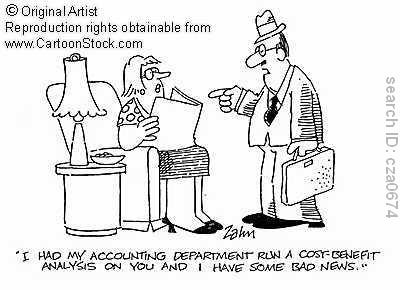 © Original Artist
Reproduction rights obtainable from
www.CartoonStock.com
search ID: cza0674
Zahn
"I HAD MY ACCOUNTING DEPARTMENT RUN A COST-BENEFIT
ANALYSIS ON YOU AND I HAVE SOME BAD NEWS."